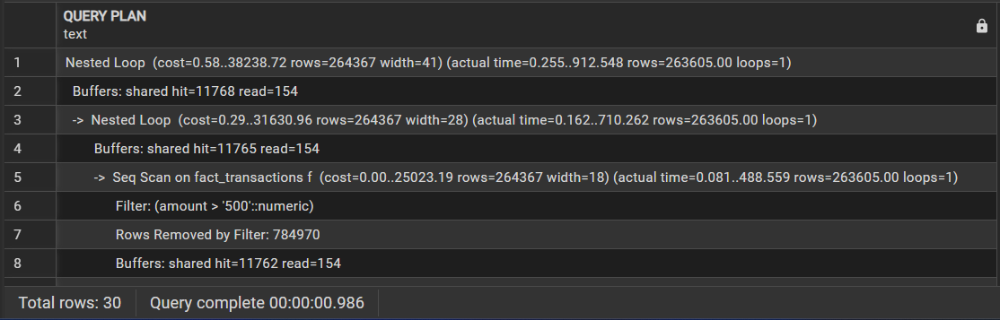 QUERY PLAN
text
1 Nested Loop (cost=0.58..38238.72 rows=264367 width=41) (actual time=0.255..912.548 rows=263605.00 loops=1)
2 Buffers: shared hit=11768 read=154
3 -> Nested Loop (cost=0.29..31630.96 rows=264367 width=28) (actual time=0.162..710.262 rows=263605.00 loops=1)
4 Buffers: shared hit=11765 read=154
5 -> Seq Scan on fact_transactions f (cost=0.00..25023.19 rows=264367 width=18) (actual time=0.081..488.559 rows=263605.00 loops=1)
6 Filter: (amount > '500'::numeric)
7 Rows Removed by Filter: 784970
8 Buffers: shared hit=11762 read=154
Total rows: 30 Query complete 00:00:00.986